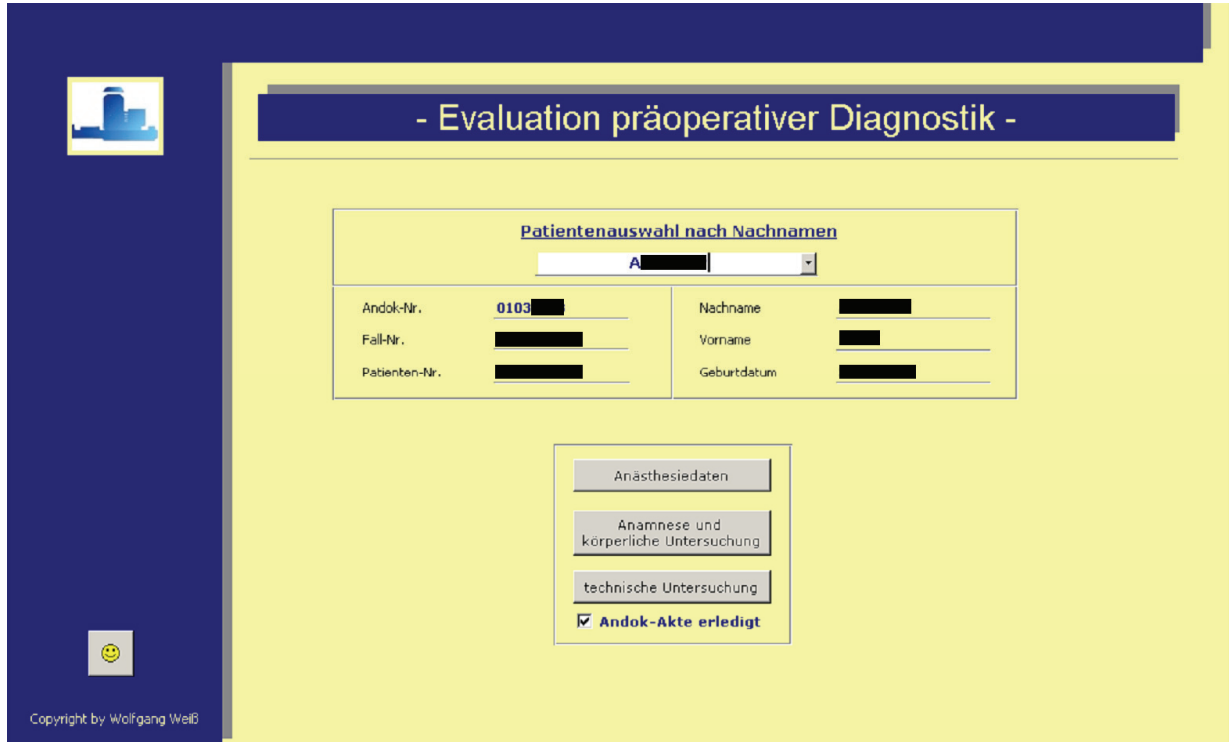 - Evaluation präoperativer Diagnostik -
Patientenauswahl nach Nachnamen
A
Andok-Nr. 0103
Nachname
Fall-Nr.
Vorname
Patienten-Nr.
Geburtdatum
Anästhesiedaten
Anamnese und
körperliche Untersuchung
technische Untersuchung
Andok-Akte erledigt
Copyright by Wolfgang Weiß